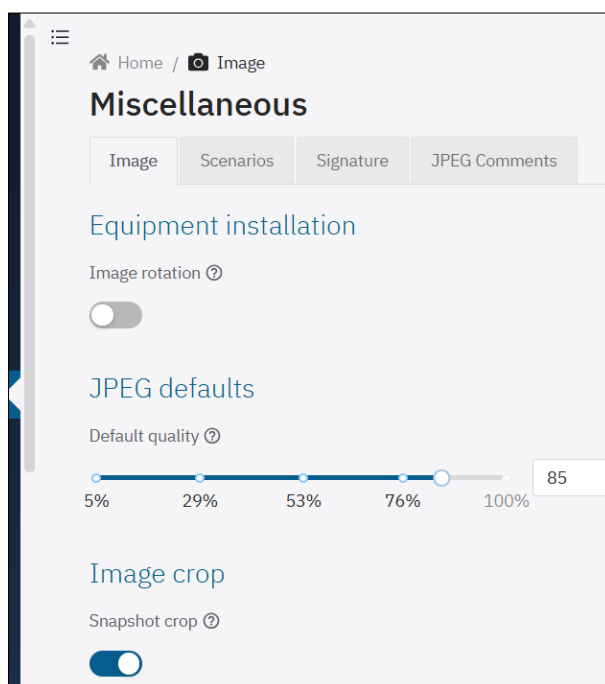 Home / Image
Miscellaneous
Image Scenarios Signature JPEG Comments
Equipment installation
Image rotation ?
JPEG defaults
Default quality ?
85
5% 29% 53% 76% 100%
Image crop
Snapshot crop ?